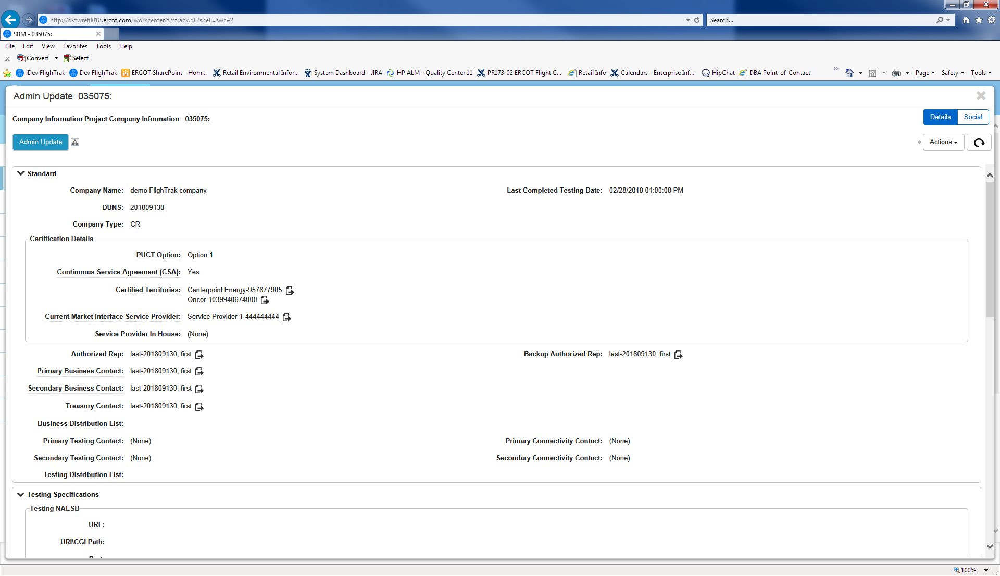 http://dvtwret0018.ercot.com/workcenter/tmtrack.dll?shell=swc#2
Search...
SBM - 035075:
File Edit View Favorites Tools Help
x Convert Select
iDev FlighTrak Dev FlighTrak ERCOT SharePoint - Hom... Retail Environmental Infor... System Dashboard - JIRA HP ALM - Quality Center 11 PR173-02 ERCOT Flight C... Retail Info Calendars - Enterprise Inf... HipChat DBA Point-of-Contact » Page Safety Tools
Admin Update 035075:
Company Information Project Company Information - 035075:
Details Social
Admin Update
Actions
Standard
Company Name: demo FlighTrak company
Last Completed Testing Date: 02/28/2018 01:00:00 PM
DUNS: 201809130
Company Type: CR
Certification Details
PUCT Option: Option 1
Continuous Service Agreement (CSA): Yes
Certified Territories: Centerpoint Energy-957877905
Oncor-1039940674000
Current Market Interface Service Provider: Service Provider 1-444444444
Service Provider In House: (None)
Authorized Rep: last-201809130, first
Backup Authorized Rep: last-201809130, first
Primary Business Contact: last-201809130, first
Secondary Business Contact: last-201809130, first
Treasury Contact: last-201809130, first
Business Distribution List:
Primary Testing Contact: (None)
Primary Connectivity Contact: (None)
Secondary Testing Contact: (None)
Secondary Connectivity Contact: (None)
Testing Distribution List:
Testing Specifications
Testing NAESB
URL:
URI\CGI Path:
100%